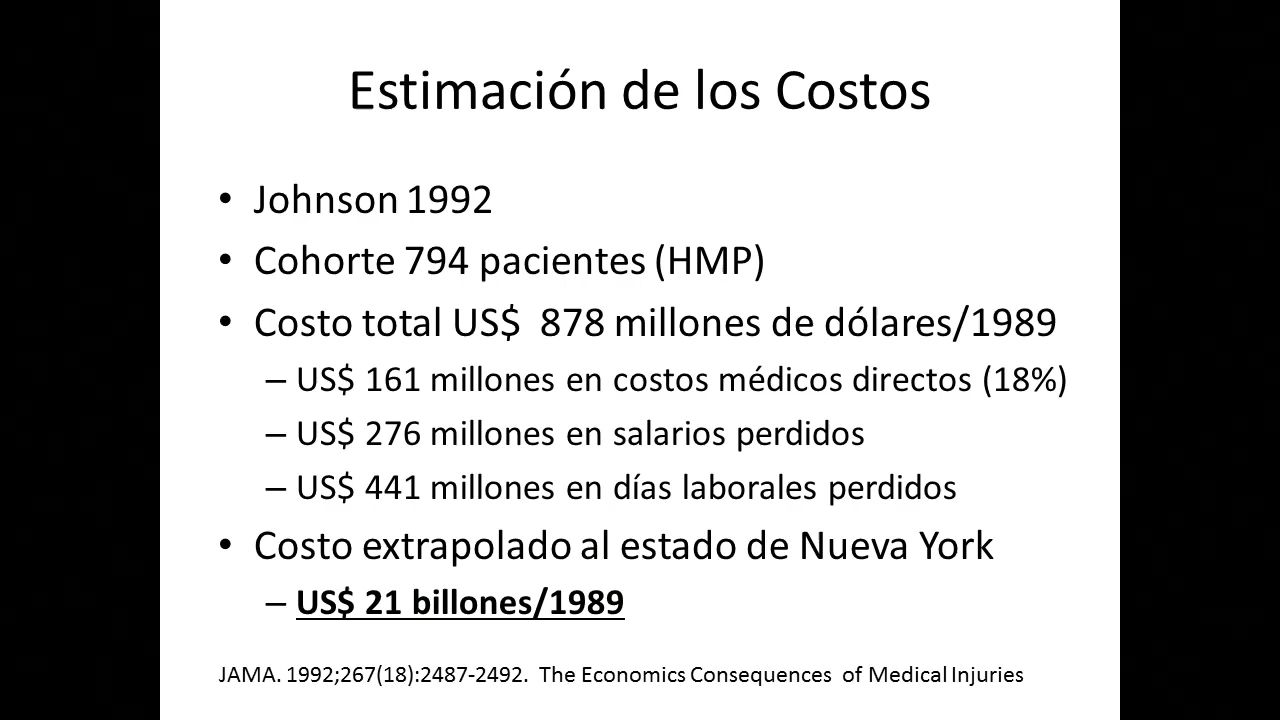 Estimación de los Costos
• Johnson 1992
• Cohorte 794 pacientes (HMP)
• Costo total US$ 878 millones de dólares/1989
– US$ 161 millones en costos médicos directos (18%)
– US$ 276 millones en salarios perdidos
– US$ 441 millones en días laborales perdidos
• Costo extrapolado al estado de Nueva York
– US$ 21 billones/1989
JAMA. 1992;267(18):2487-2492. The Economics Consequences of Medical Injuries